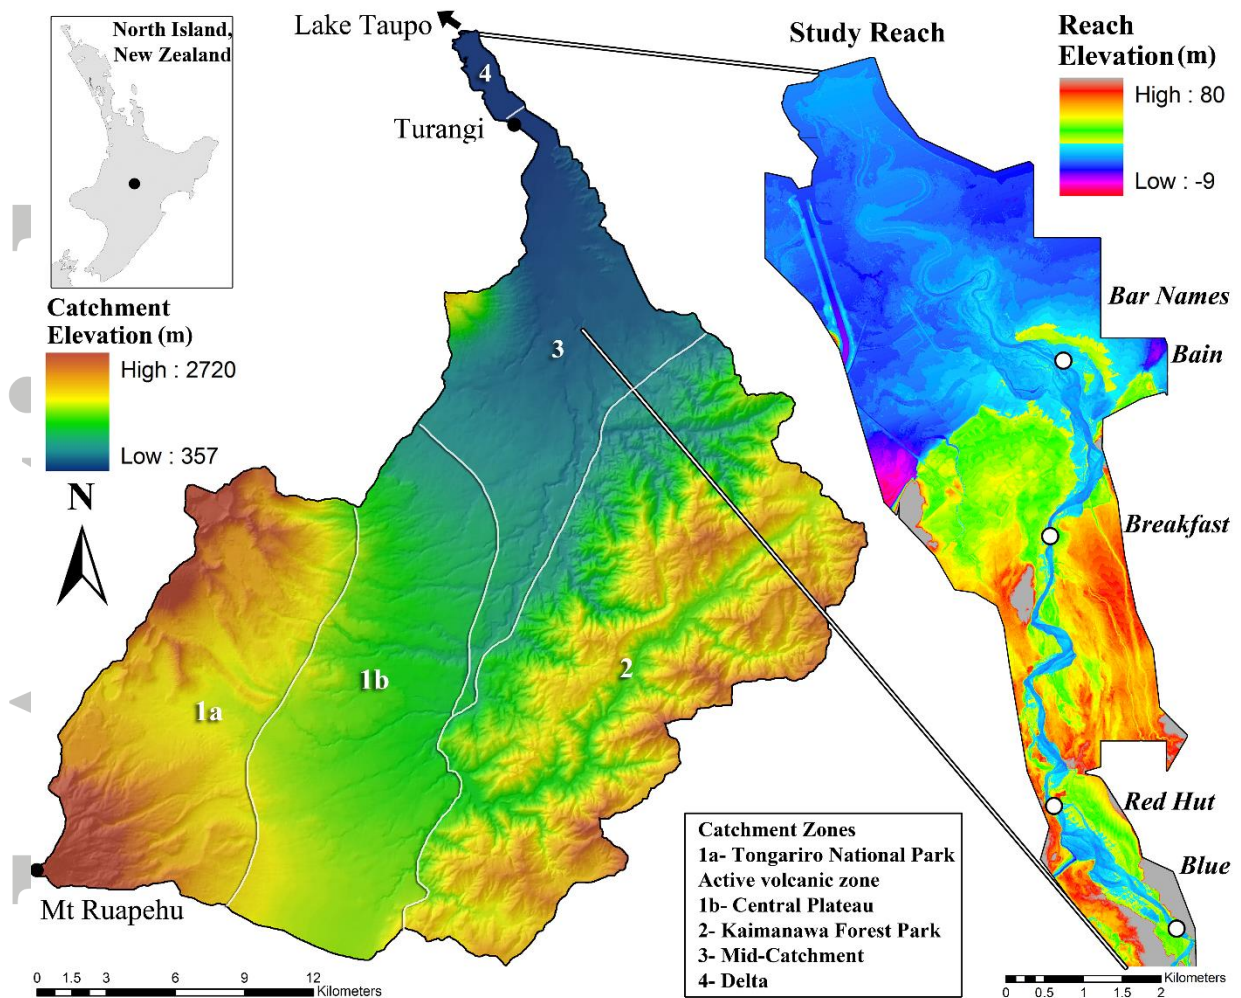 North Island,
New Zealand
Lake Taupo
Turangi
4
3
2
1b
1a
Mt Ruapehu
Catchment
Elevation (m)
High : 2720
Low : 357
N
0 1.5 3 6 9 12
Kilometers
Catchment Zones
1a- Tongariro National Park
Active volcanic zone
1b- Central Plateau
2- Kaimanawa Forest Park
3- Mid-Catchment
4- Delta
Study Reach
Reach
Elevation (m)
High : 80
Low : -9
Bar Names
Bain
Breakfast
Red Hut
Blue
Kilometers
0 0.5 1 1.5 2